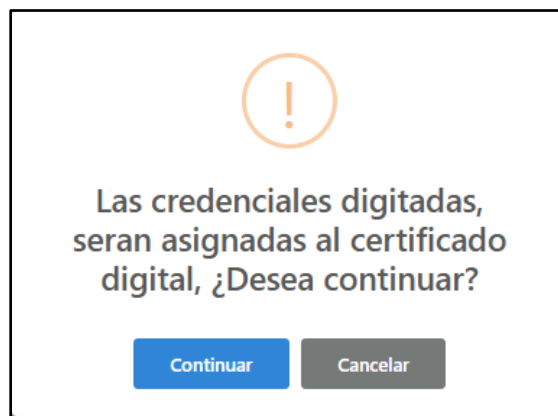 !
Las credenciales digitadas,
seran asignadas al certificado
digital, ¿Desea continuar?
Continuar Cancelar